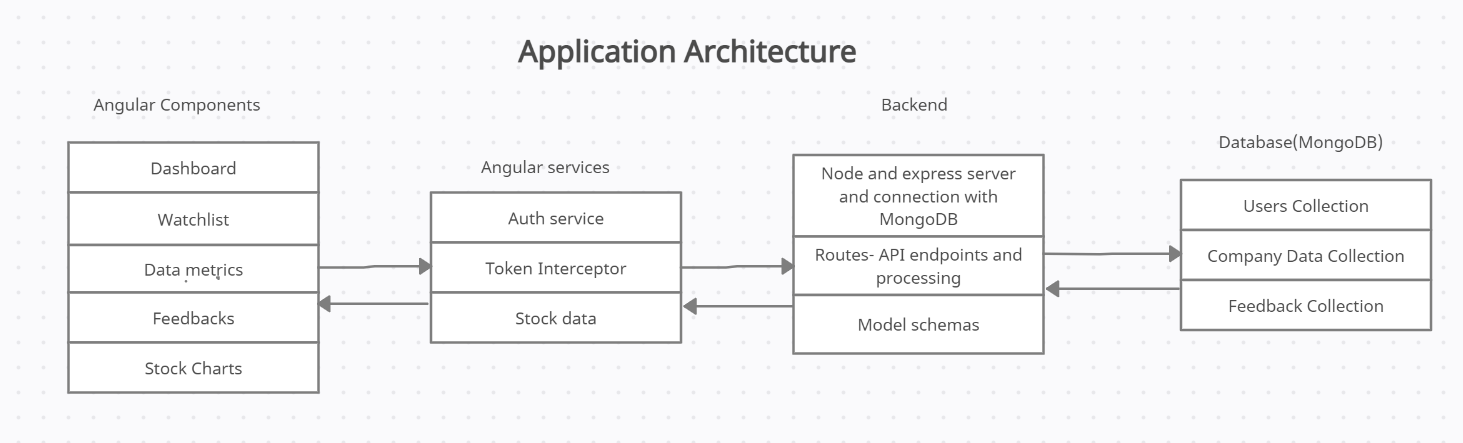 Application Architecture
Angular Components
Dashboard
Watchlist
Data metrics
Feedbacks
Stock Charts
Angular services
Auth service
Token Interceptor
Stock data
Backend
Node and express server
and connection with
MongoDB
Routes- API endpoints and
processing
Model schemas
Database(MongoDB)
Users Collection
Company Data Collection
Feedback Collection